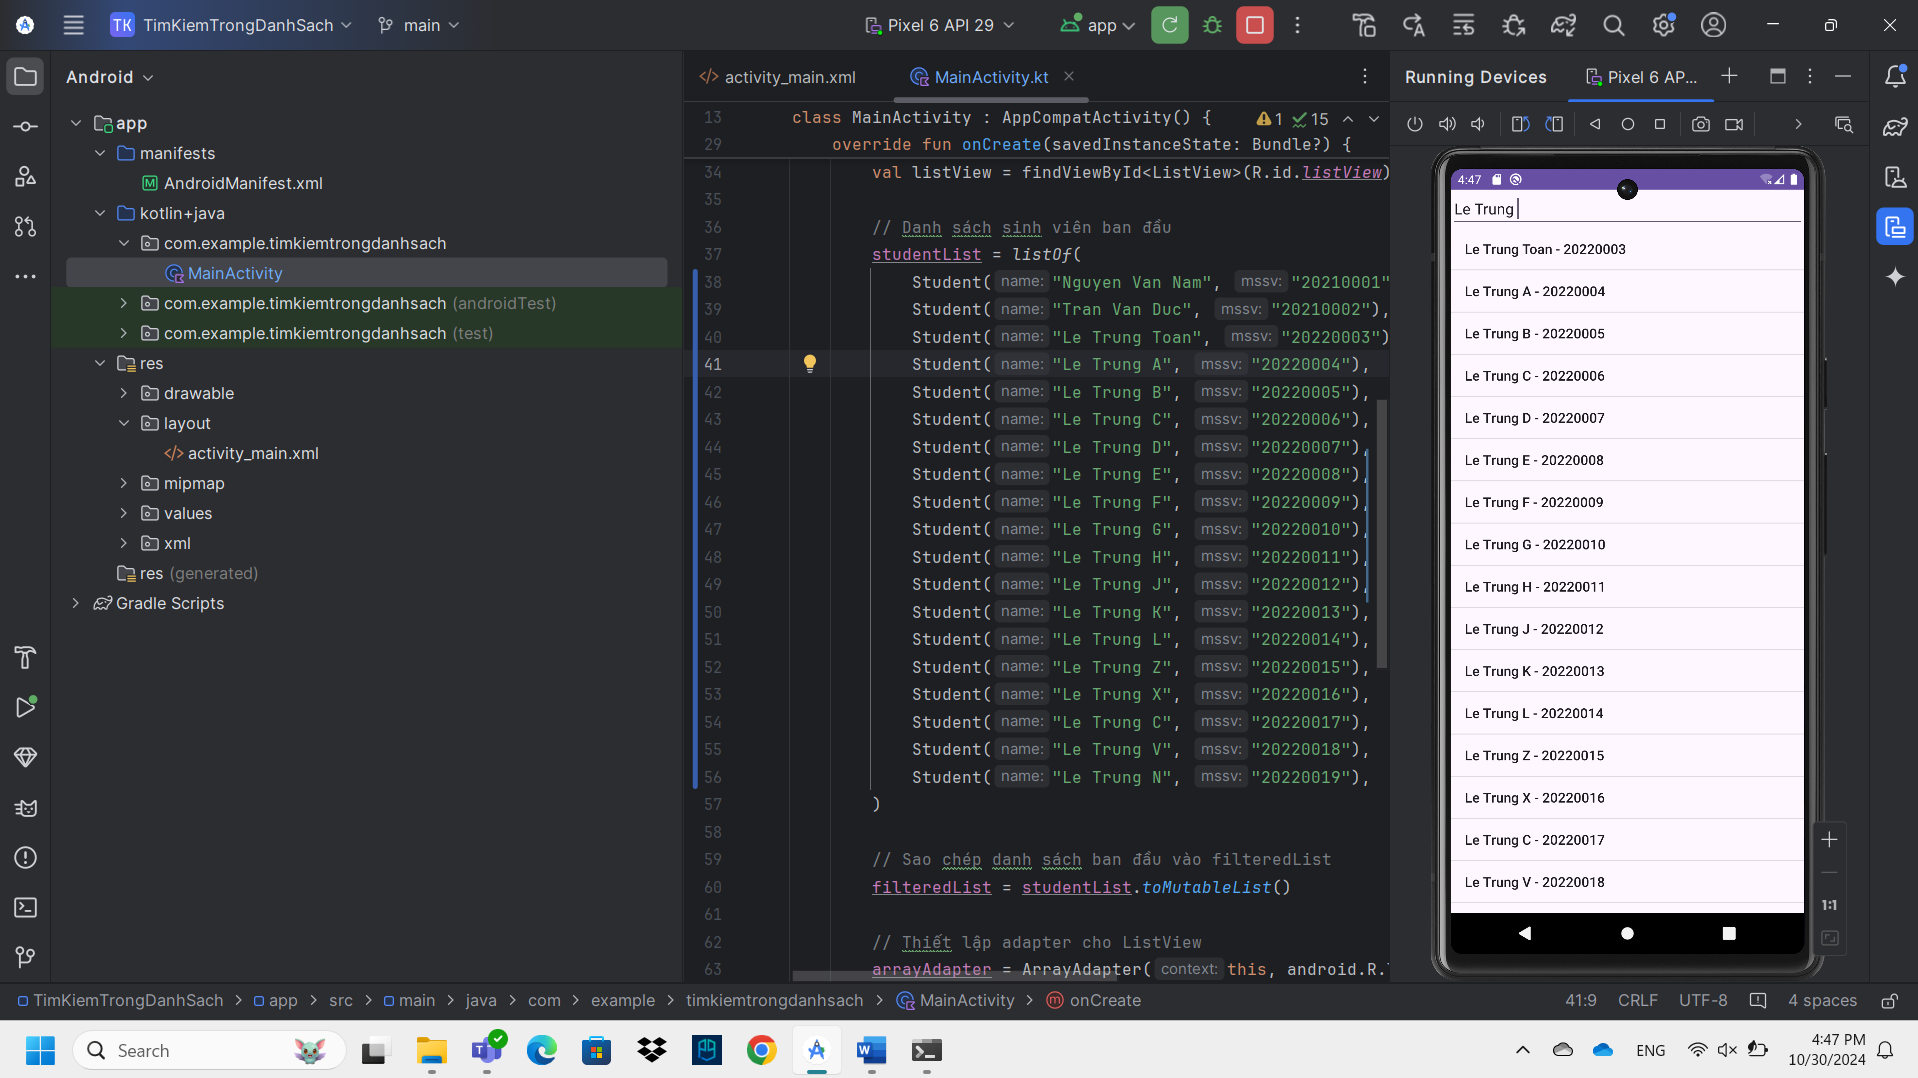 TK TimKiemTrongDanhSach main Pixel 6 API 29 app
Android
app
manifests
AndroidManifest.xml
kotlin+java
com.example.timkiemtrongdanhsach
MainActivity
com.example.timkiemtrongdanhsach (androidTest)
com.example.timkiemtrongdanhsach (test)
res
drawable
layout
activity_main.xml
mipmap
values
xml
res (generated)
Gradle Scripts
activity_main.xml MainActivity.kt
1 15
13 class MainActivity : AppCompatActivity() {
29 override fun onCreate(savedInstanceState: Bundle?) {
34 val listView = findViewById<ListView>(R.id.listView)
35
36 // Danh sách sinh viên ban đầu
37 studentList = listOf(
38 Student( name: "Nguyen Van Nam", mssv: "20210001"
39 Student( name: "Tran Van Duc", mssv: "20210002"),
40 Student( name: "Le Trung Toan", mssv: "20220003")
41 Student( name: "Le Trung A", mssv: "20220004"),
42 Student( name: "Le Trung B", mssv: "20220005"),
43 Student( name: "Le Trung C", mssv: "20220006"),
44 Student( name: "Le Trung D", mssv: "20220007"),
45 Student( name: "Le Trung E", mssv: "20220008"),
46 Student( name: "Le Trung F", mssv: "20220009"),
47 Student( name: "Le Trung G", mssv: "20220010"),
48 Student( name: "Le Trung H", mssv: "20220011"),
49 Student( name: "Le Trung J", mssv: "20220012"),
50 Student( name: "Le Trung K", mssv: "20220013"),
51 Student( name: "Le Trung L", mssv: "20220014"),
52 Student( name: "Le Trung Z", mssv: "20220015"),
53 Student( name: "Le Trung X", mssv: "20220016"),
54 Student( name: "Le Trung C", mssv: "20220017"),
55 Student( name: "Le Trung V", mssv: "20220018"),
56 Student( name: "Le Trung N", mssv: "20220019"),
57 )
58
59 // Sao chép danh sách ban đầu vào filteredList
60 filteredList = studentList.toMutableList()
61
62 // Thiết lập adapter cho ListView
63 arrayAdapter = ArrayAdapter( context: this, android.R.
Running Devices Pixel 6 AP...
4:47
Le Trung
Le Trung Toan - 20220003
Le Trung A - 20220004
Le Trung B - 20220005
Le Trung C - 20220006
Le Trung D - 20220007
Le Trung E - 20220008
Le Trung F - 20220009
Le Trung G - 20220010
Le Trung H - 20220011
Le Trung J - 20220012
Le Trung K - 20220013
Le Trung L - 20220014
Le Trung Z - 20220015
Le Trung X - 20220016
Le Trung C - 20220017
Le Trung V - 20220018
1:1
TimKiemTrongDanhSach app src main java com example timkiemtrongdanhsach MainActivity onCreate
41:9 CRLF UTF-8 4 spaces
Search
ENG
4:47 PM
10/30/2024